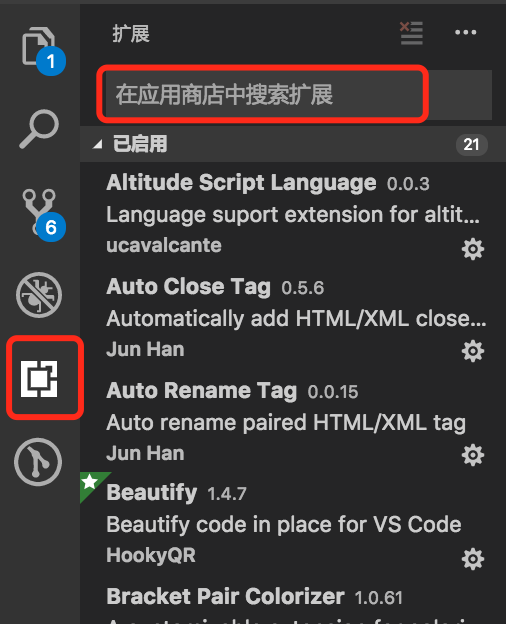 扩展
1
在应用商店中搜索扩展
已启用 21
Altitude Script Language 0.0.3
Language suport extension for altit...
ucavalcante
6
Auto Close Tag 0.5.6
Automatically add HTML/XML close...
Jun Han
Auto Rename Tag 0.0.15
Auto rename paired HTML/XML tag
Jun Han
Beautify 1.4.7
Beautify code in place for VS Code
HookyQR
Bracket Pair Colorizer 1.0.61